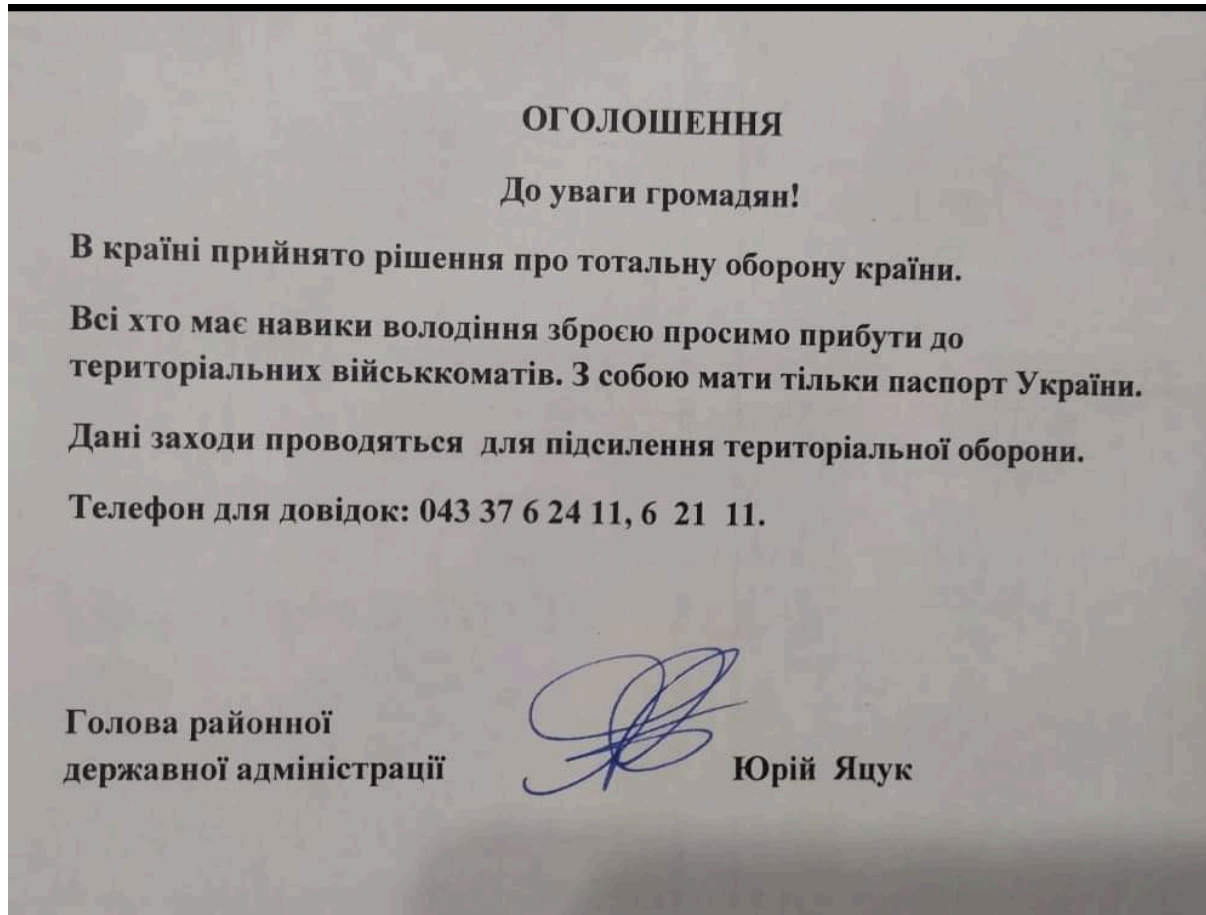 ОГОЛОШЕННЯ
До уваги громадян!
В країні прийнято рішення про тотальну оборону країни.
Всі хто має навики володіння зброєю просимо прибути до
територіальних військкоматів. З собою мати тільки паспорт України.
Дані заходи проводяться для підсилення територіальної оборони.
Телефон для довідок: 043 37 6 24 11, 6 21 11.
Голова районної
державної адміністрації Юрій Яцук